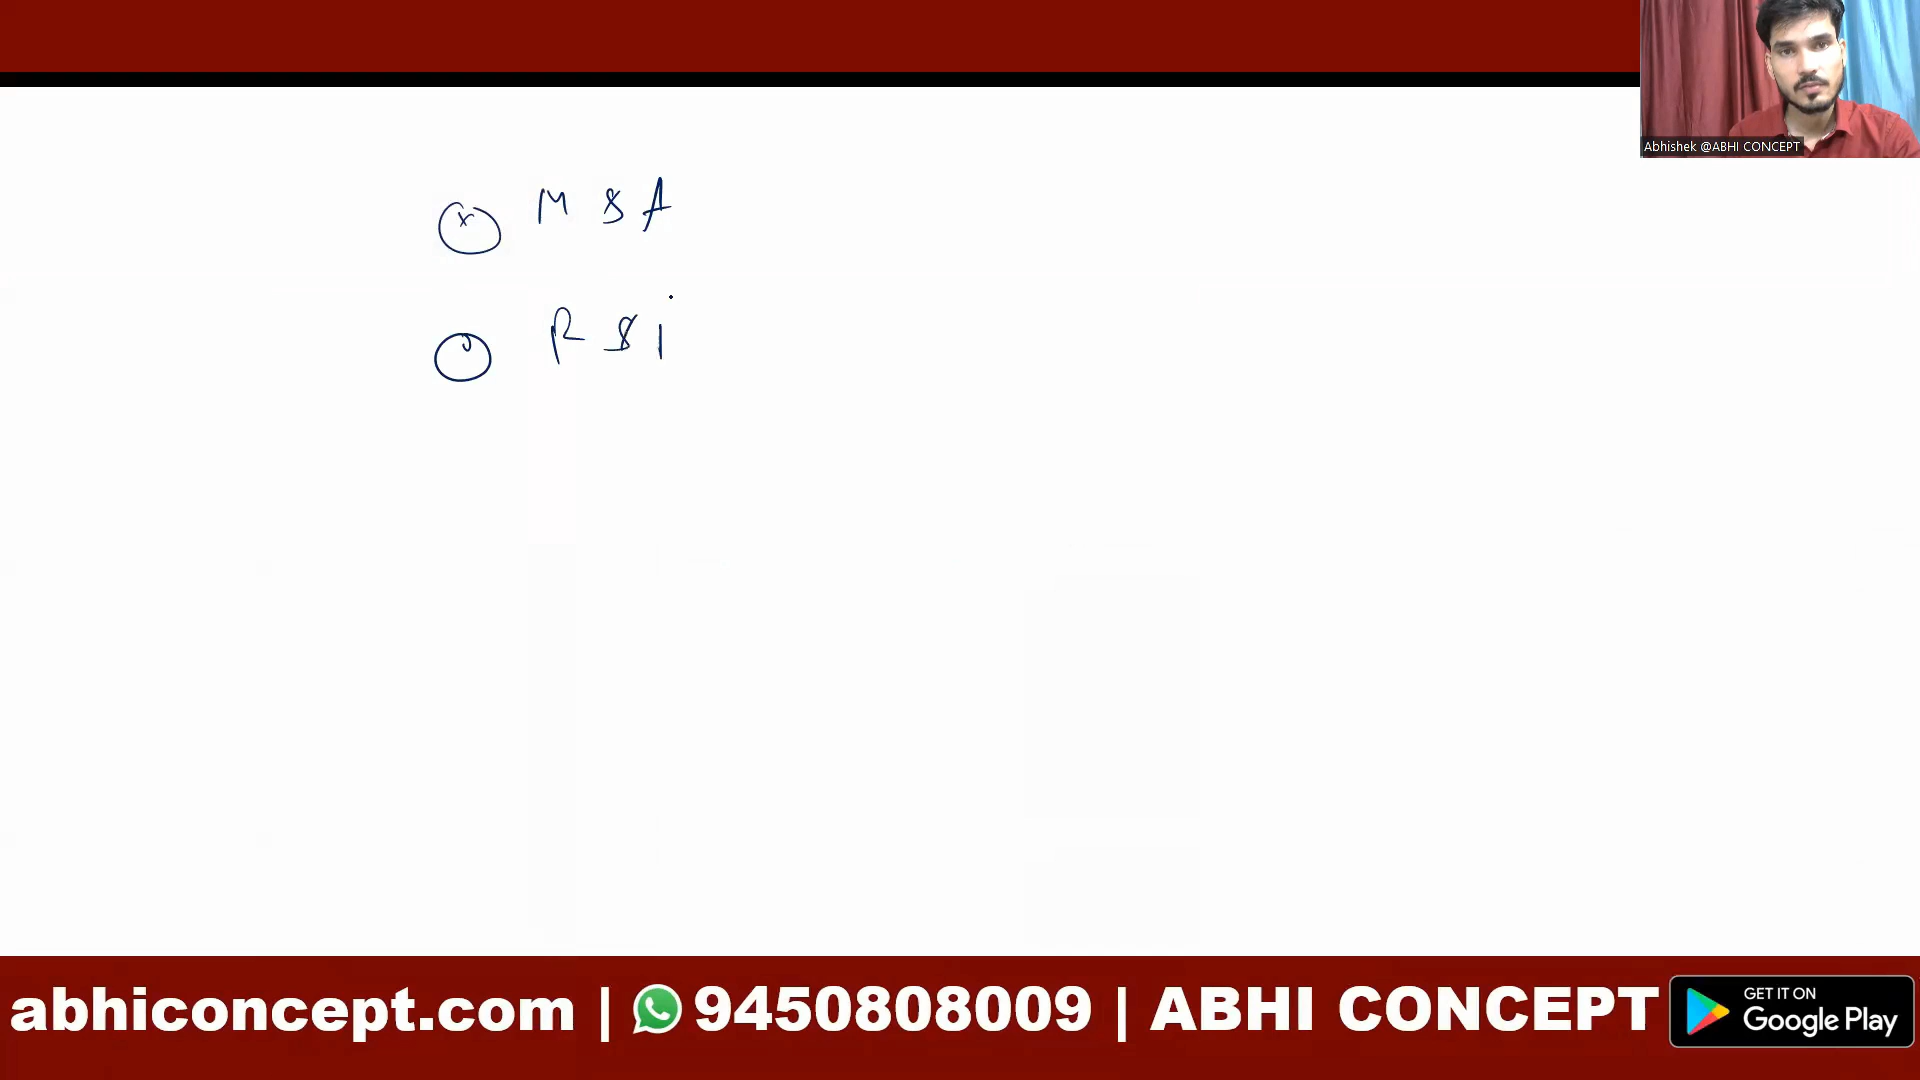 Abhishek @ABHI CONCEPT
M S A
R S I
abhiconcept.com | 9450808009 | ABHI CONCEPT
GET IT ON
Google Play